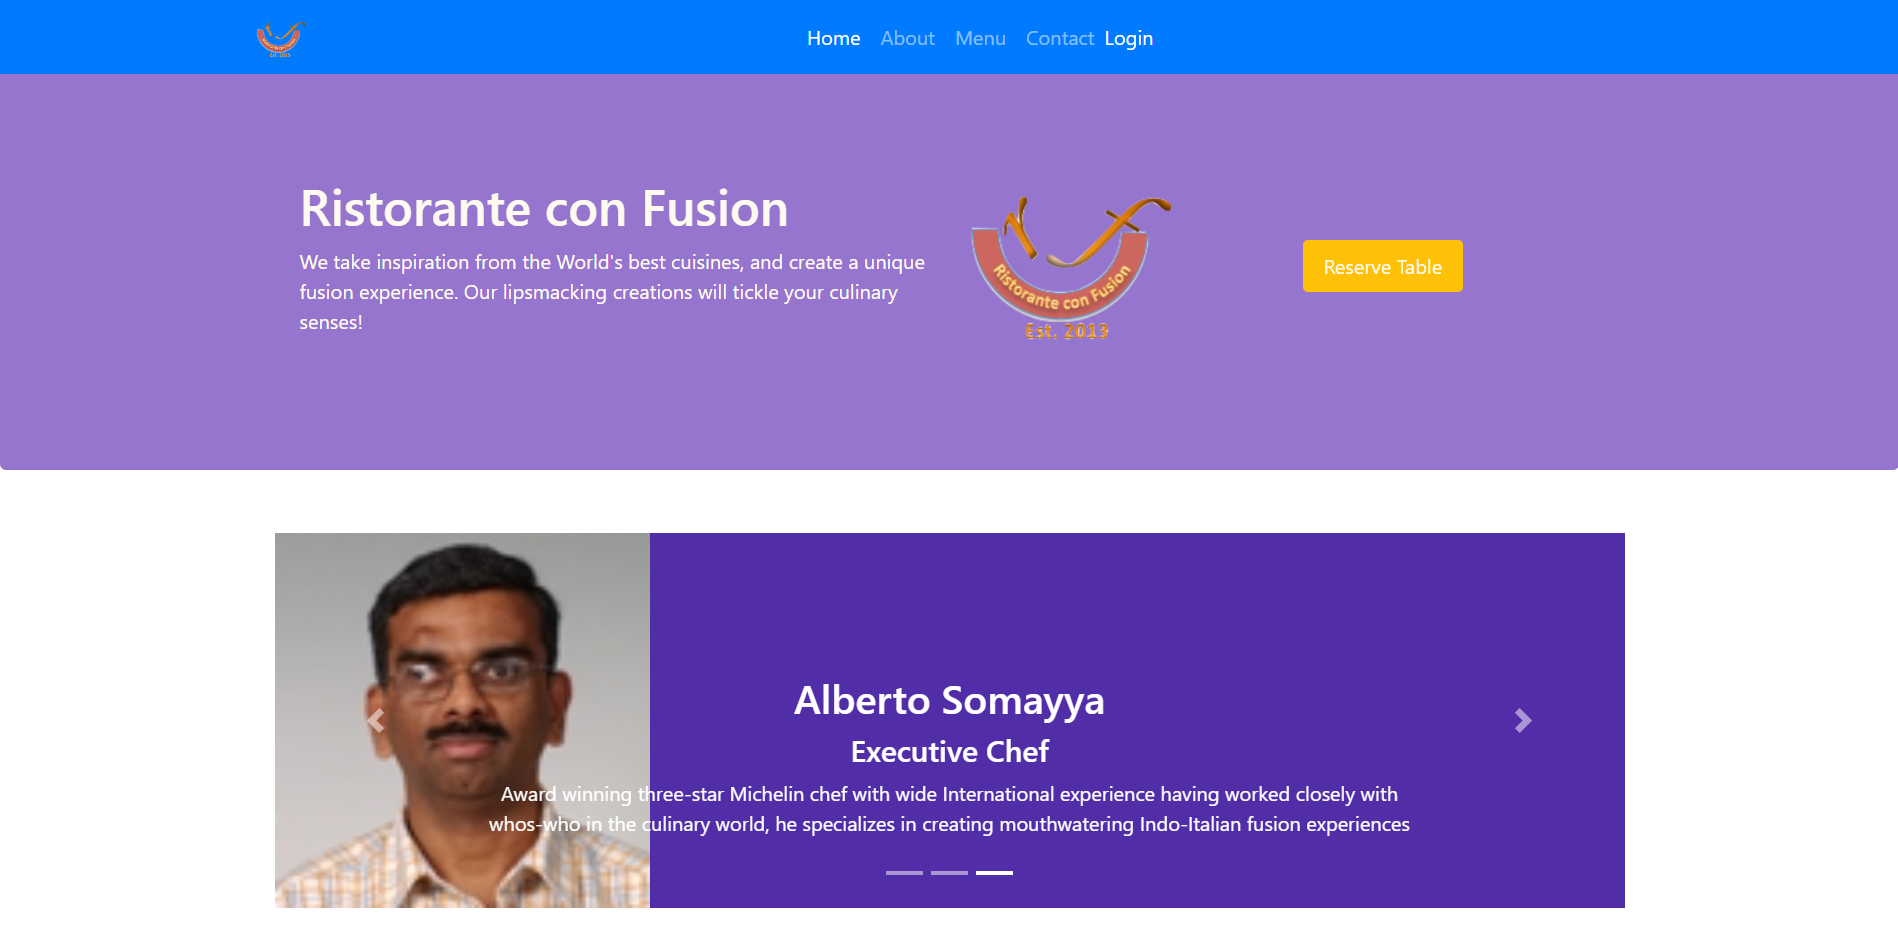 Home About Menu Contact Login
Ristorante con Fusion
We take inspiration from the World's best cuisines, and create a unique
fusion experience. Our lipsmacking creations will tickle your culinary
senses!
Ristorante con Fusion
Est. 2013
Reserve Table
Alberto Somayya
Executive Chef
Award winning three-star Michelin chef with wide International experience having worked closely with
whos-who in the culinary world, he specializes in creating mouthwatering Indo-Italian fusion experiences